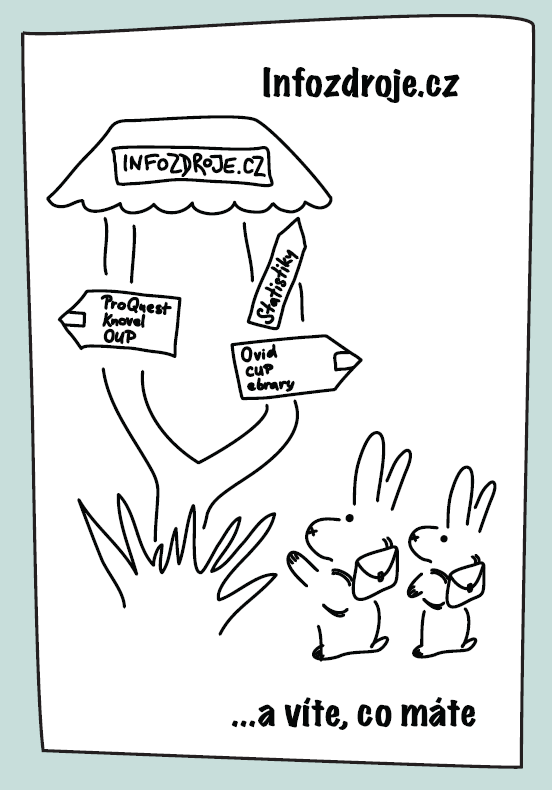 Infozdroje.cz
INFOZDROJE.CZ
Statistiky
ProQuest
Knovel
OUP
Ovid
CUP
ebrary
...a víte, co máte